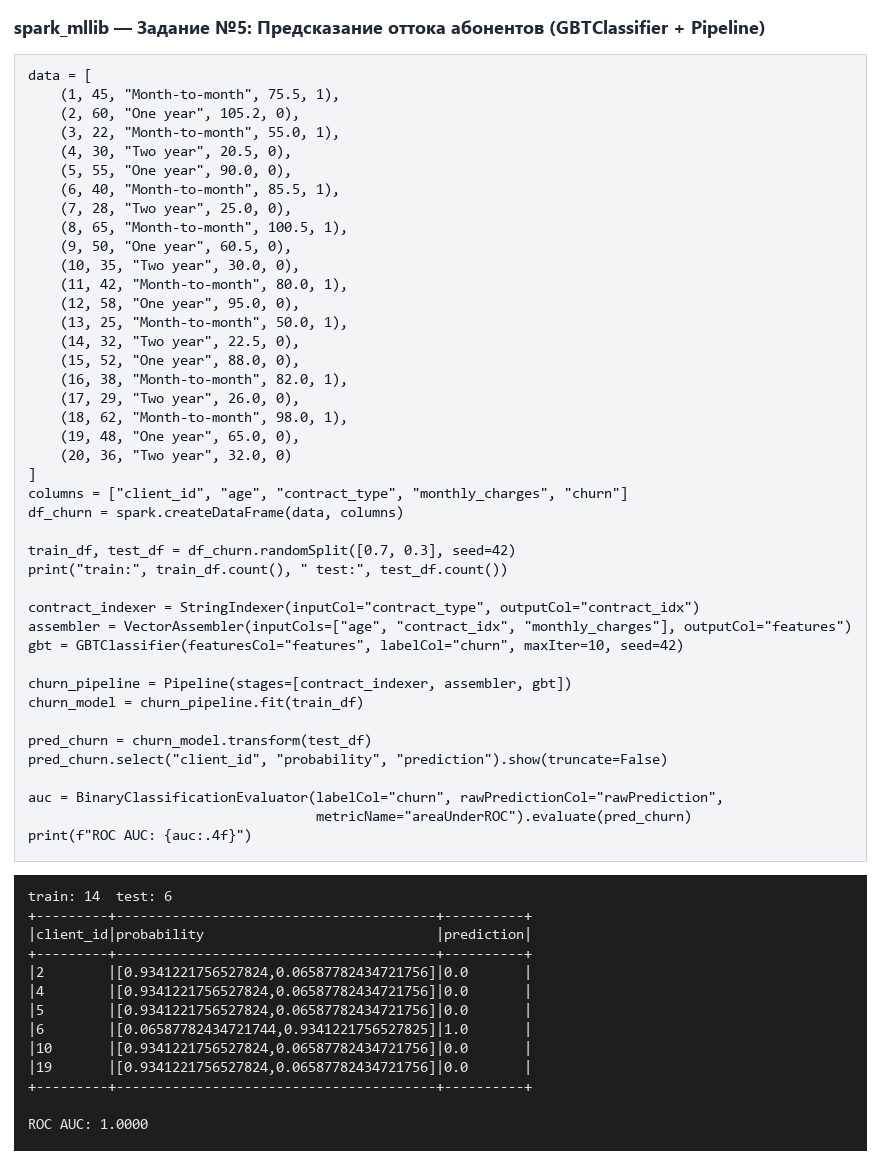 spark_mllib — Задание №5: Предсказание оттока абонентов (GBTClassifier + Pipeline)
data = [
    (1, 45, "Month-to-month", 75.5, 1),
    (2, 60, "One year", 105.2, 0),
    (3, 22, "Month-to-month", 55.0, 1),
    (4, 30, "Two year", 20.5, 0),
    (5, 55, "One year", 90.0, 0),
    (6, 40, "Month-to-month", 85.5, 1),
    (7, 28, "Two year", 25.0, 0),
    (8, 65, "Month-to-month", 100.5, 1),
    (9, 50, "One year", 60.5, 0),
    (10, 35, "Two year", 30.0, 0),
    (11, 42, "Month-to-month", 80.0, 1),
    (12, 58, "One year", 95.0, 0),
    (13, 25, "Month-to-month", 50.0, 1),
    (14, 32, "Two year", 22.5, 0),
    (15, 52, "One year", 88.0, 0),
    (16, 38, "Month-to-month", 82.0, 1),
    (17, 29, "Two year", 26.0, 0),
    (18, 62, "Month-to-month", 98.0, 1),
    (19, 48, "One year", 65.0, 0),
    (20, 36, "Two year", 32.0, 0)
]
columns = ["client_id", "age", "contract_type", "monthly_charges", "churn"]
df_churn = spark.createDataFrame(data, columns)

train_df, test_df = df_churn.randomSplit([0.7, 0.3], seed=42)
print("train:", train_df.count(), " test:", test_df.count())

contract_indexer = StringIndexer(inputCol="contract_type", outputCol="contract_idx")
assembler = VectorAssembler(inputCols=["age", "contract_idx", "monthly_charges"], outputCol="features")
gbt = GBTClassifier(featuresCol="features", labelCol="churn", maxIter=10, seed=42)

churn_pipeline = Pipeline(stages=[contract_indexer, assembler, gbt])
churn_model = churn_pipeline.fit(train_df)

pred_churn = churn_model.transform(test_df)
pred_churn.select("client_id", "probability", "prediction").show(truncate=False)

auc = BinaryClassificationEvaluator(labelCol="churn", rawPredictionCol="rawPrediction",
                                    metricName="areaUnderROC").evaluate(pred_churn)
print(f"ROC AUC: {auc:.4f}")
train: 14  test: 6
+---------+----------------------------------------+----------+
|client_id|probability                             |prediction|
+---------+----------------------------------------+----------+
|2        |[0.9341221756527824,0.06587782434721756]|0.0       |
|4        |[0.9341221756527824,0.06587782434721756]|0.0       |
|5        |[0.9341221756527824,0.06587782434721756]|0.0       |
|6        |[0.06587782434721744,0.9341221756527825]|1.0       |
|10       |[0.9341221756527824,0.06587782434721756]|0.0       |
|19       |[0.9341221756527824,0.06587782434721756]|0.0       |
+---------+----------------------------------------+----------+

ROC AUC: 1.0000